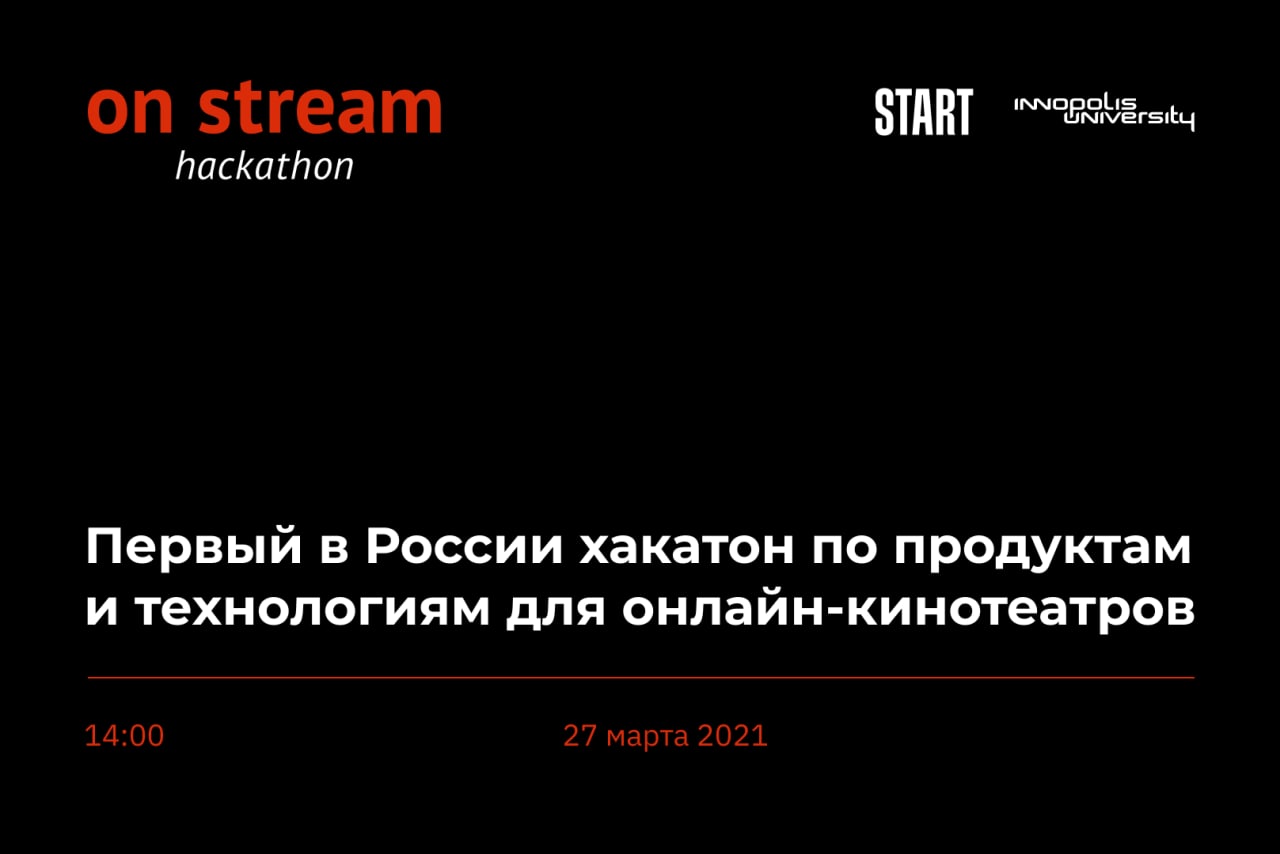 on stream
hackathon
START
innopolis
university
Первый в России хакатон по продуктам
и технологиям для онлайн-кинотеатров
14:00
27 марта 2021